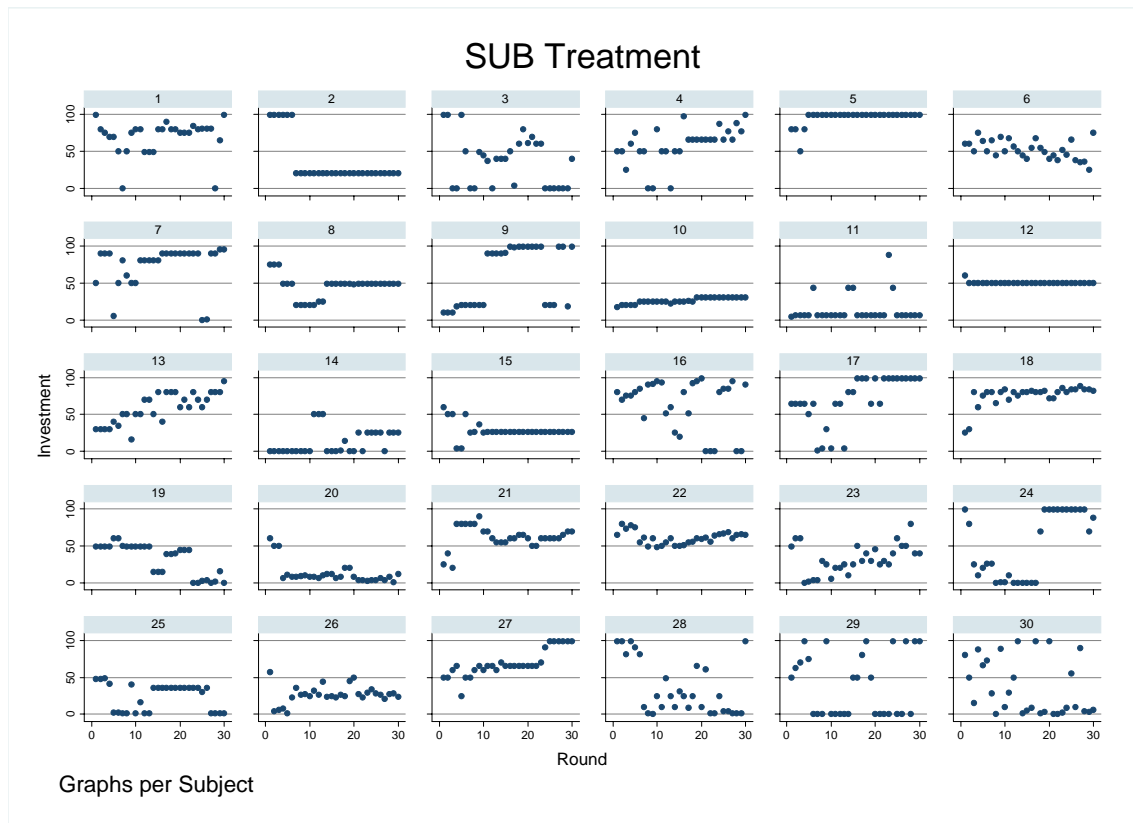 SUB Treatment
1 2 3 4 5 6
0 50 100
7 8 9 10 11 12
0 50 100
13 14 15 16 17 18
0 50 100
19 20 21 22 23 24
0 50 100
25 26 27 28 29 30
0 50 100
0 10 20 30 0 10 20 30 0 10 20 30 0 10 20 30 0 10 20 30 0 10 20 30
Investment
Round
Graphs per Subject